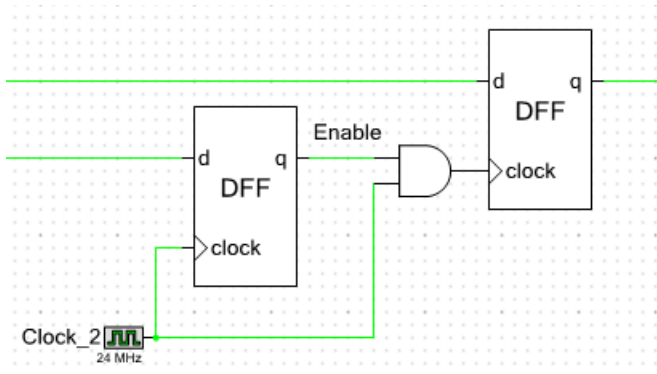 d q
DFF
clock
Enable
d q
DFF
clock
Clock_2
24 MHz